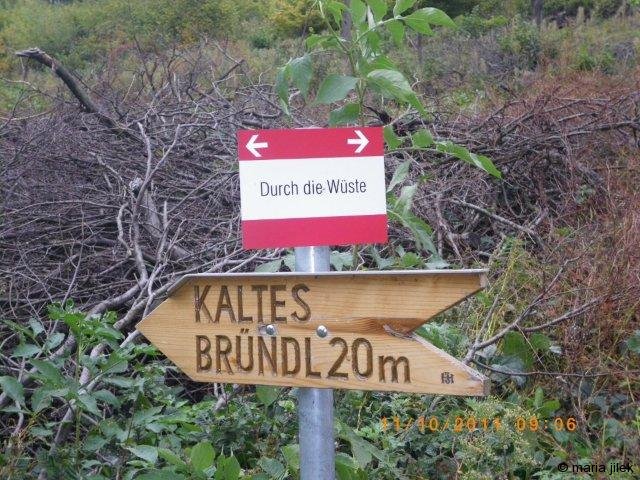 Durch die Wüste
KALTES
BRÜNDL 20m
11/10/2011 09:06
© maria jilek